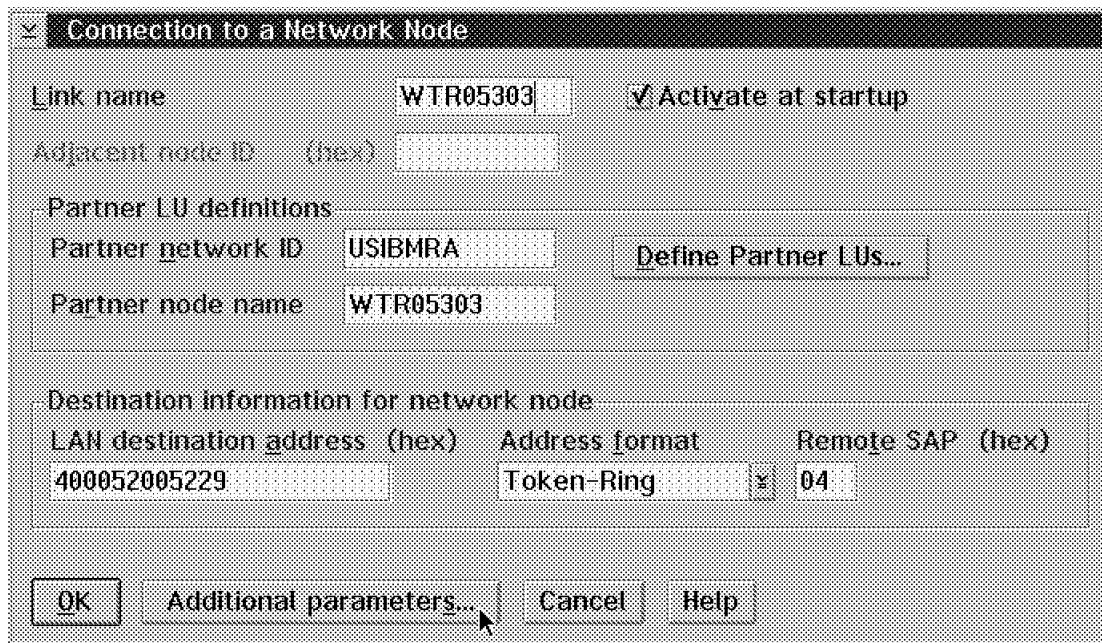 Connection to a Network Node
Link name WTR05303 Activate at startup
Adjacent node ID (hex)
Partner LU definitions
Partner network ID USIBMRA Define Partner LUs...
Partner node name WTR05303
Destination information for network node
LAN destination address (hex) Address format Remote SAP (hex)
400052005229 Token-Ring 04
OK Additional parameters... Cancel Help